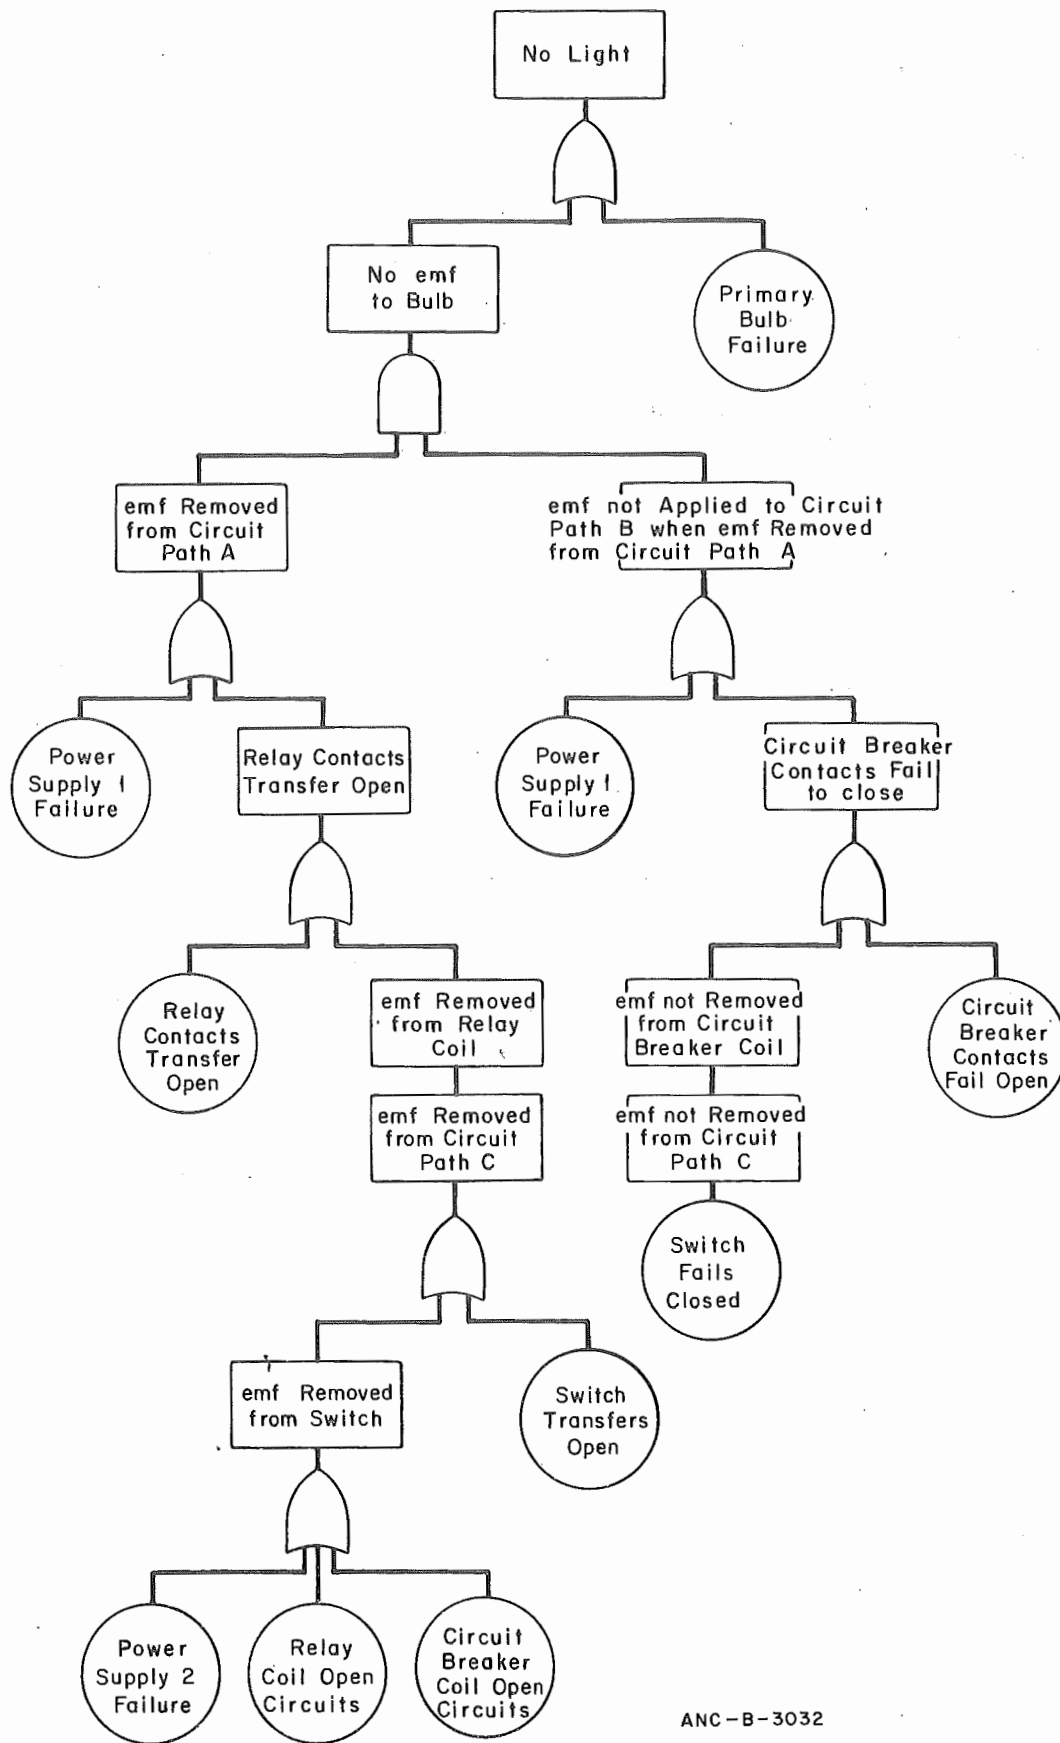 No Light
No emf
to Bulb
Primary
Bulb
Failure
emf Removed
from Circuit
Path A
emf not Applied to Circuit
Path B when emf Removed
from Circuit Path A
Power
Supply 1
Failure
Relay Contacts
Transfer Open
Power
Supply 1
Failure
Circuit Breaker
Contacts Fail
to close
Relay
Contacts
Transfer
Open
emf Removed
from Relay
Coil
emf not Removed
from Circuit
Breaker Coil
Circuit
Breaker
Contacts
Fail Open
emf Removed
from Circuit
Path C
emf not Removed
from Circuit
Path C
Switch
Fails
Closed
emf Removed
from Switch
Switch
Transfers
Open
Power
Supply 2
Failure
Relay
Coil Open
Circuits
Circuit
Breaker
Coil Open
Circuits
ANC-B-3032